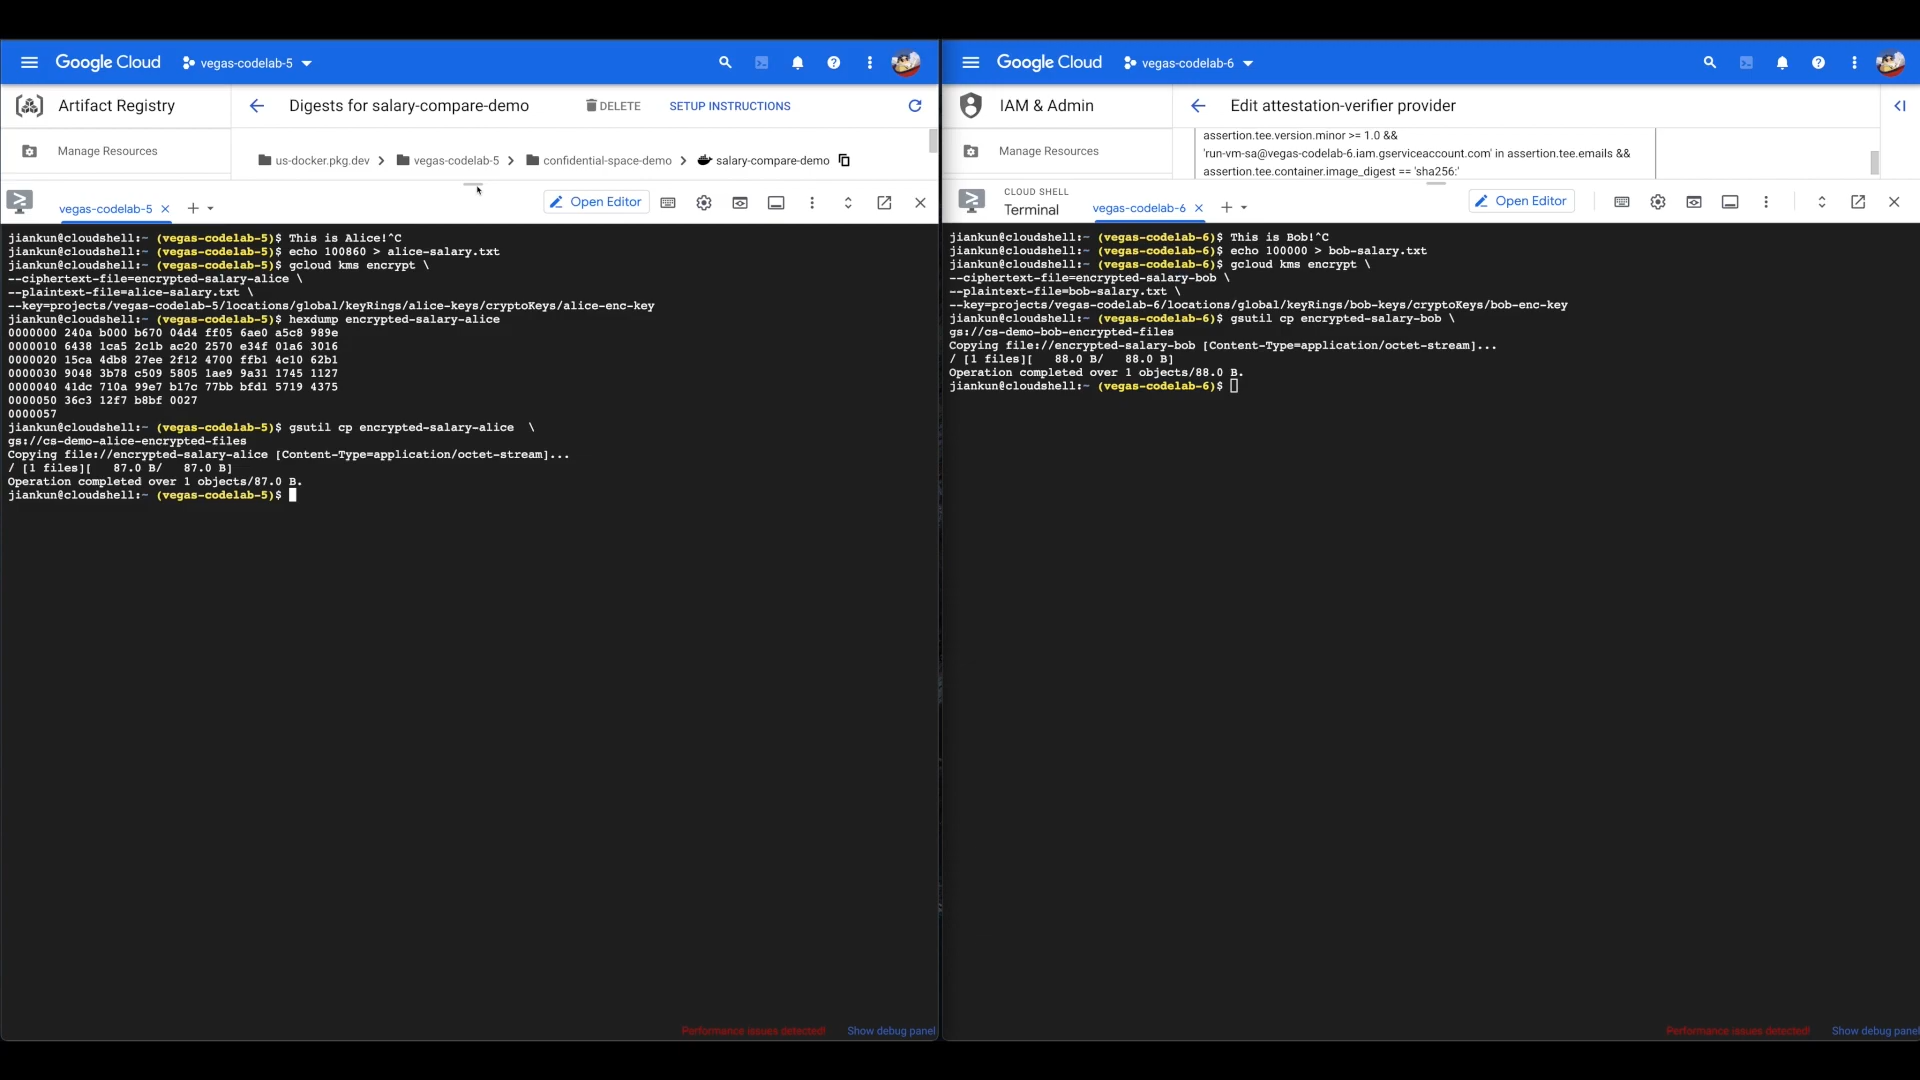 Google Cloud
vegas-codelab-5
Artifact Registry
Digests for salary-compare-demo
DELETE
SETUP INSTRUCTIONS
Manage Resources
us-docker.pkg.dev
vegas-codelab-5
confidential-space-demo
salary-compare-demo
vegas-codelab-5
Open Editor
jiankun@cloudshell:~ (vegas-codelab-5)$ This is Alice!^C
jiankun@cloudshell:~ (vegas-codelab-5)$ echo 100860 > alice-salary.txt
jiankun@cloudshell:~ (vegas-codelab-5)$ gcloud kms encrypt \
--ciphertext-file=encrypted-salary-alice \
--plaintext-file=alice-salary.txt \
--key=projects/vegas-codelab-5/locations/global/keyRings/alice-keys/cryptoKeys/alice-enc-key
jiankun@cloudshell:~ (vegas-codelab-5)$ hexdump encrypted-salary-alice
0000000 240a b000 b670 04d4 ff05 6ae0 a5c8 989e
0000010 6438 1ca5 2c1b ac20 2570 e34f 01a6 3016
0000020 15ca 4db8 27ee 2f12 4700 ffb1 4c10 62b1
0000030 9048 3b78 c509 5805 1ae9 9a31 1745 1127
0000040 41dc 710a 99e7 b17c 77bb bfd1 5719 4375
0000050 36c3 12f7 b8bf 0027
0000057
jiankun@cloudshell:~ (vegas-codelab-5)$ gsutil cp encrypted-salary-alice  \
gs://cs-demo-alice-encrypted-files
Copying file://encrypted-salary-alice [Content-Type=application/octet-stream]...
/ [1 files][   87.0 B/   87.0 B]
Operation completed over 1 objects/87.0 B.
jiankun@cloudshell:~ (vegas-codelab-5)$
Performance issues detected!
Show debug panel
Google Cloud
vegas-codelab-6
IAM & Admin
Edit attestation-verifier provider
Manage Resources
assertion.tee.version.minor >= 1.0 &&
'run-vm-sa@vegas-codelab-6.iam.gserviceaccount.com' in assertion.tee.emails &&
assertion.tee.container.image_digest == 'sha256:'
CLOUD SHELL
Terminal
vegas-codelab-6
Open Editor
jiankun@cloudshell:~ (vegas-codelab-6)$ This is Bob!^C
jiankun@cloudshell:~ (vegas-codelab-6)$ echo 100000 > bob-salary.txt
jiankun@cloudshell:~ (vegas-codelab-6)$ gcloud kms encrypt \
--ciphertext-file=encrypted-salary-bob \
--plaintext-file=bob-salary.txt \
--key=projects/vegas-codelab-6/locations/global/keyRings/bob-keys/cryptoKeys/bob-enc-key
jiankun@cloudshell:~ (vegas-codelab-6)$ gsutil cp encrypted-salary-bob \
gs://cs-demo-bob-encrypted-files
Copying file://encrypted-salary-bob [Content-Type=application/octet-stream]...
/ [1 files][   88.0 B/   88.0 B]
Operation completed over 1 objects/88.0 B.
jiankun@cloudshell:~ (vegas-codelab-6)$
Performance issues detected!
Show debug panel